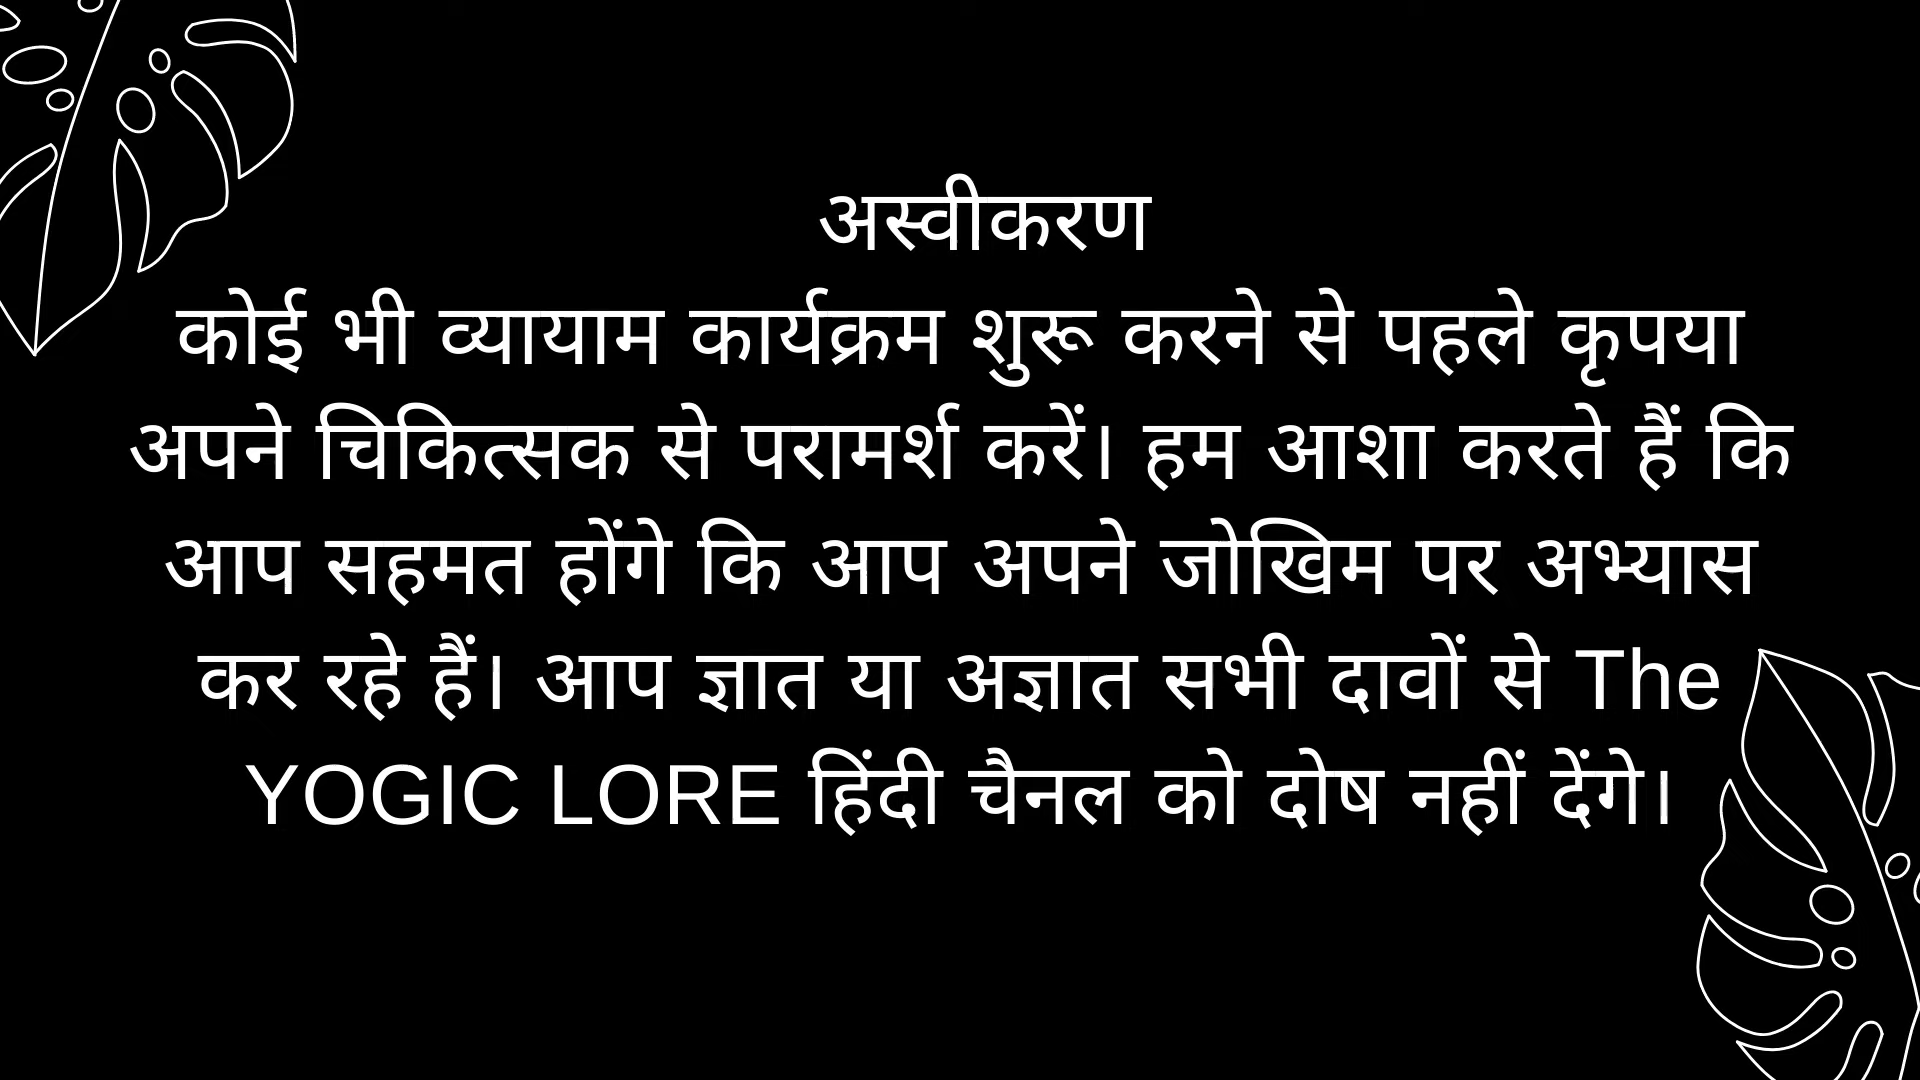 अस्वीकरण
कोई भी व्यायाम कार्यक्रम शुरू करने से पहले कृपया
अपने चिकित्सक से परामर्श करें। हम आशा करते हैं कि
आप सहमत होंगे कि आप अपने जोखिम पर अभ्यास
कर रहे हैं। आप ज्ञात या अज्ञात सभी दावों से The
YOGIC LORE हिंदी चैनल को दोष नहीं देंगे।